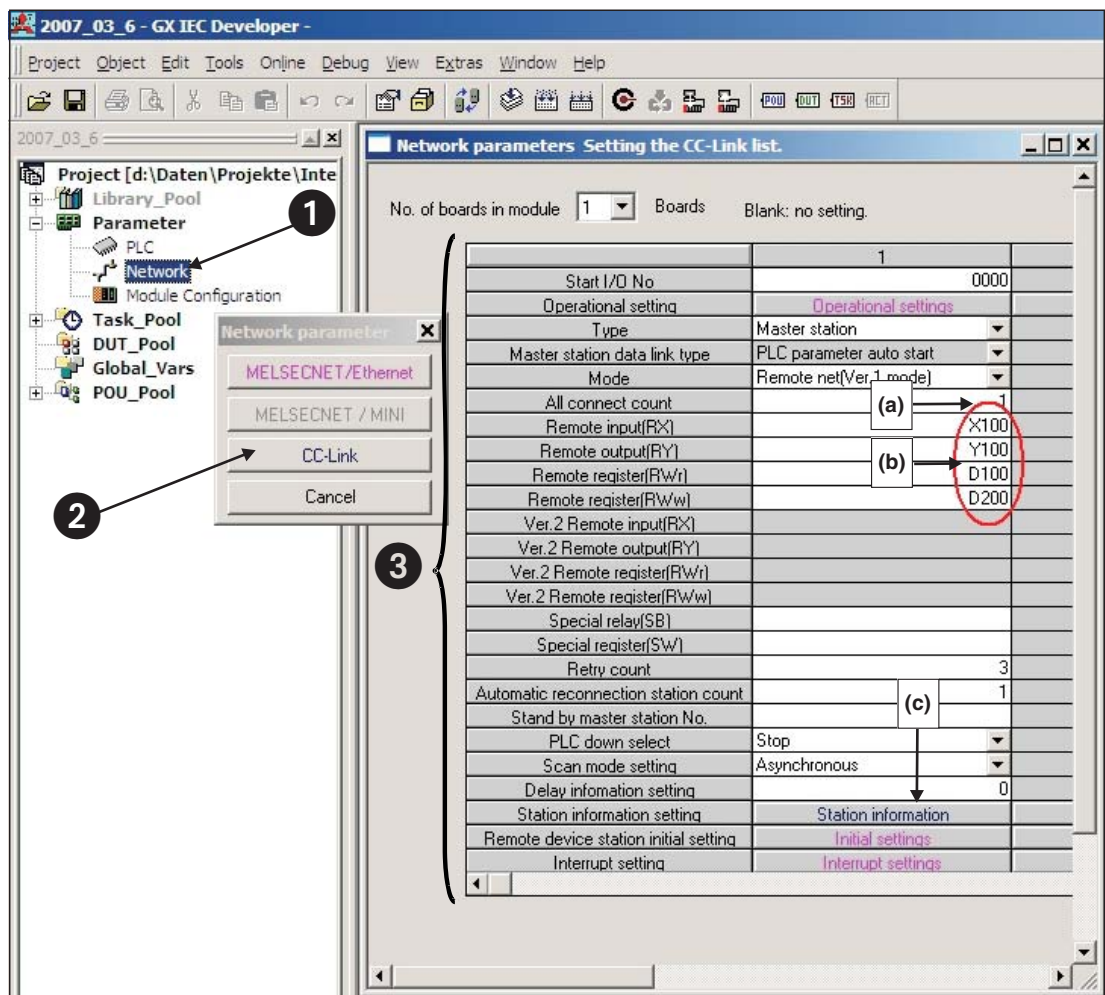 2007_03_6 - GX IEC Developer -
Project Object Edit Tools Online Debug View Extras Window Help
POU DUT TSK ACT
2007_03_6
Project [d:\Daten\Projekte\Inte
Library_Pool
Parameter
PLC
Network
Module Configuration
Task_Pool
DUT_Pool
Global_Vars
POU_Pool
1
Network parameter
MELSECNET/Ethernet
MELSECNET / MINI
CC-Link
Cancel
2
Network parameters Setting the CC-Link list.
No. of boards in module 1 Boards Blank: no setting.
3
1
Start I/O No 0000
Operational setting Operational settings
Type Master station
Master station data link type PLC parameter auto start
Mode Remote net(Ver.1 mode)
All connect count (a) 1
Remote input(RX) X100
Remote output(RY) Y100
(b)
Remote register(RWr) D100
Remote register(RWw) D200
Ver.2 Remote input(RX)
Ver.2 Remote output(RY)
Ver.2 Remote register(RWr)
Ver.2 Remote register(RWw)
Special relay(SB)
Special register(SW)
Retry count 3
Automatic reconnection station count 1
(c)
Stand by master station No.
PLC down select Stop
Scan mode setting Asynchronous
Delay infomation setting 0
Station information setting Station information
Remote device station initial setting Initial settings
Interrupt setting Interrupt settings